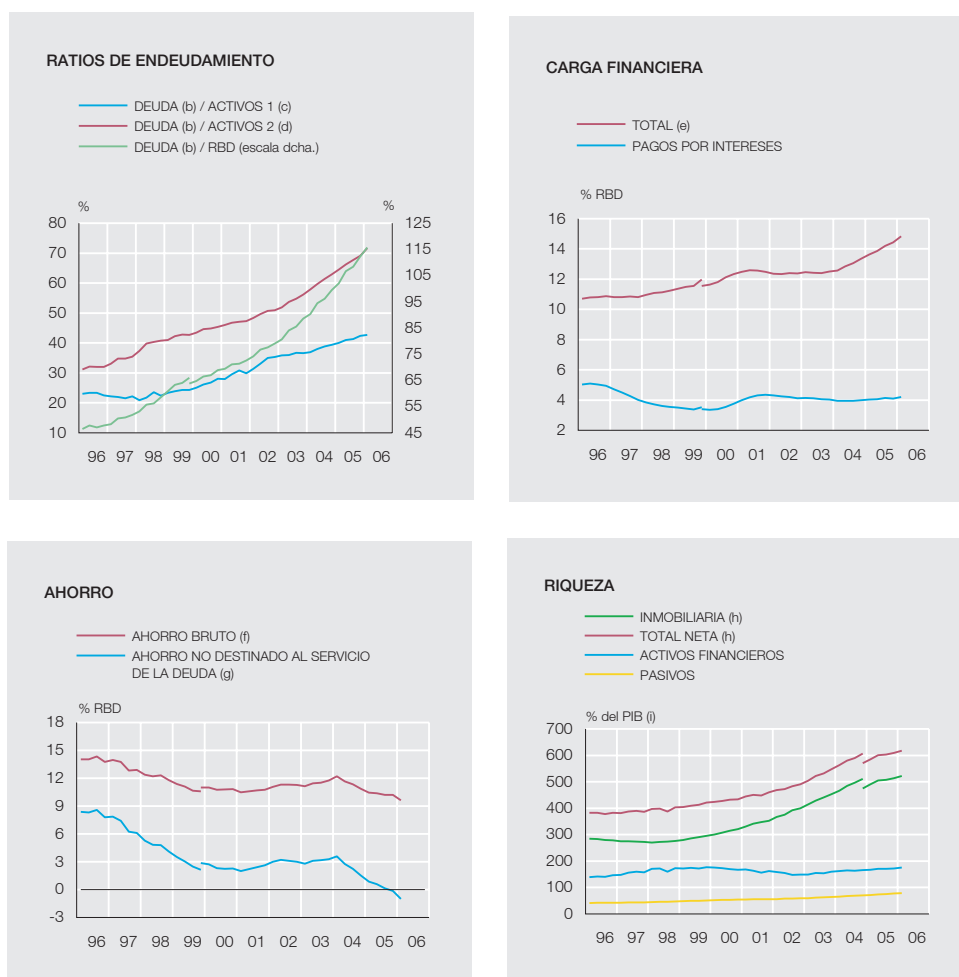 RATIOS DE ENDEUDAMIENTO
DEUDA (b) / ACTIVOS 1 (c)
DEUDA (b) / ACTIVOS 2 (d)
DEUDA (b) / RBD (escala dcha.)
% %
80 125
70 115
60 105
50 95
40 85
30 75
20 65
10 55
45
96 97 98 99 00 01 02 03 04 05 06
CARGA FINANCIERA
TOTAL (e)
PAGOS POR INTERESES
% RBD
16
14
12
10
8
6
4
2
96 97 98 99 00 01 02 03 04 05 06
AHORRO
AHORRO BRUTO (f)
AHORRO NO DESTINADO AL SERVICIO
DE LA DEUDA (g)
% RBD
18
15
12
9
6
3
0
-3
96 97 98 99 00 01 02 03 04 05 06
RIQUEZA
INMOBILIARIA (h)
TOTAL NETA (h)
ACTIVOS FINANCIEROS
PASIVOS
% del PIB (i)
700
600
500
400
300
200
100
0
96 97 98 99 00 01 02 03 04 05 06